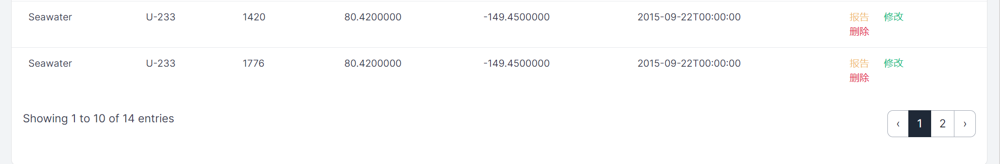 Seawater U-233 1420 80.4200000 -149.4500000 2015-09-22T00:00:00 报告 修改
删除
Seawater U-233 1776 80.4200000 -149.4500000 2015-09-22T00:00:00 报告 修改
删除
Showing 1 to 10 of 14 entries ‹ 1 2 ›